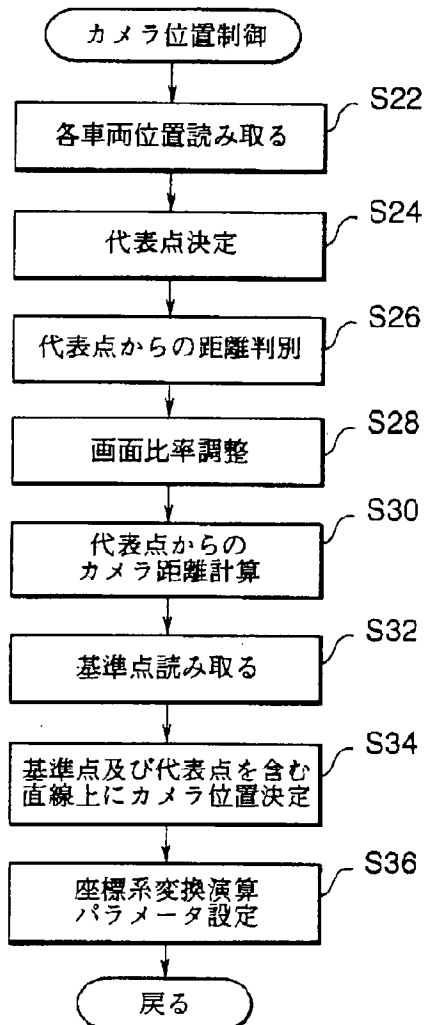 カメラ位置制御
S22
各車両位置読み取る
S24
代表点決定
S26
代表点からの距離判別
S28
画面比率調整
S30
代表点からの
カメラ距離計算
S32
基準点読み取る
S34
基準点及び代表点を含む
直線上にカメラ位置決定
S36
座標系変換演算
パラメータ設定
戻る